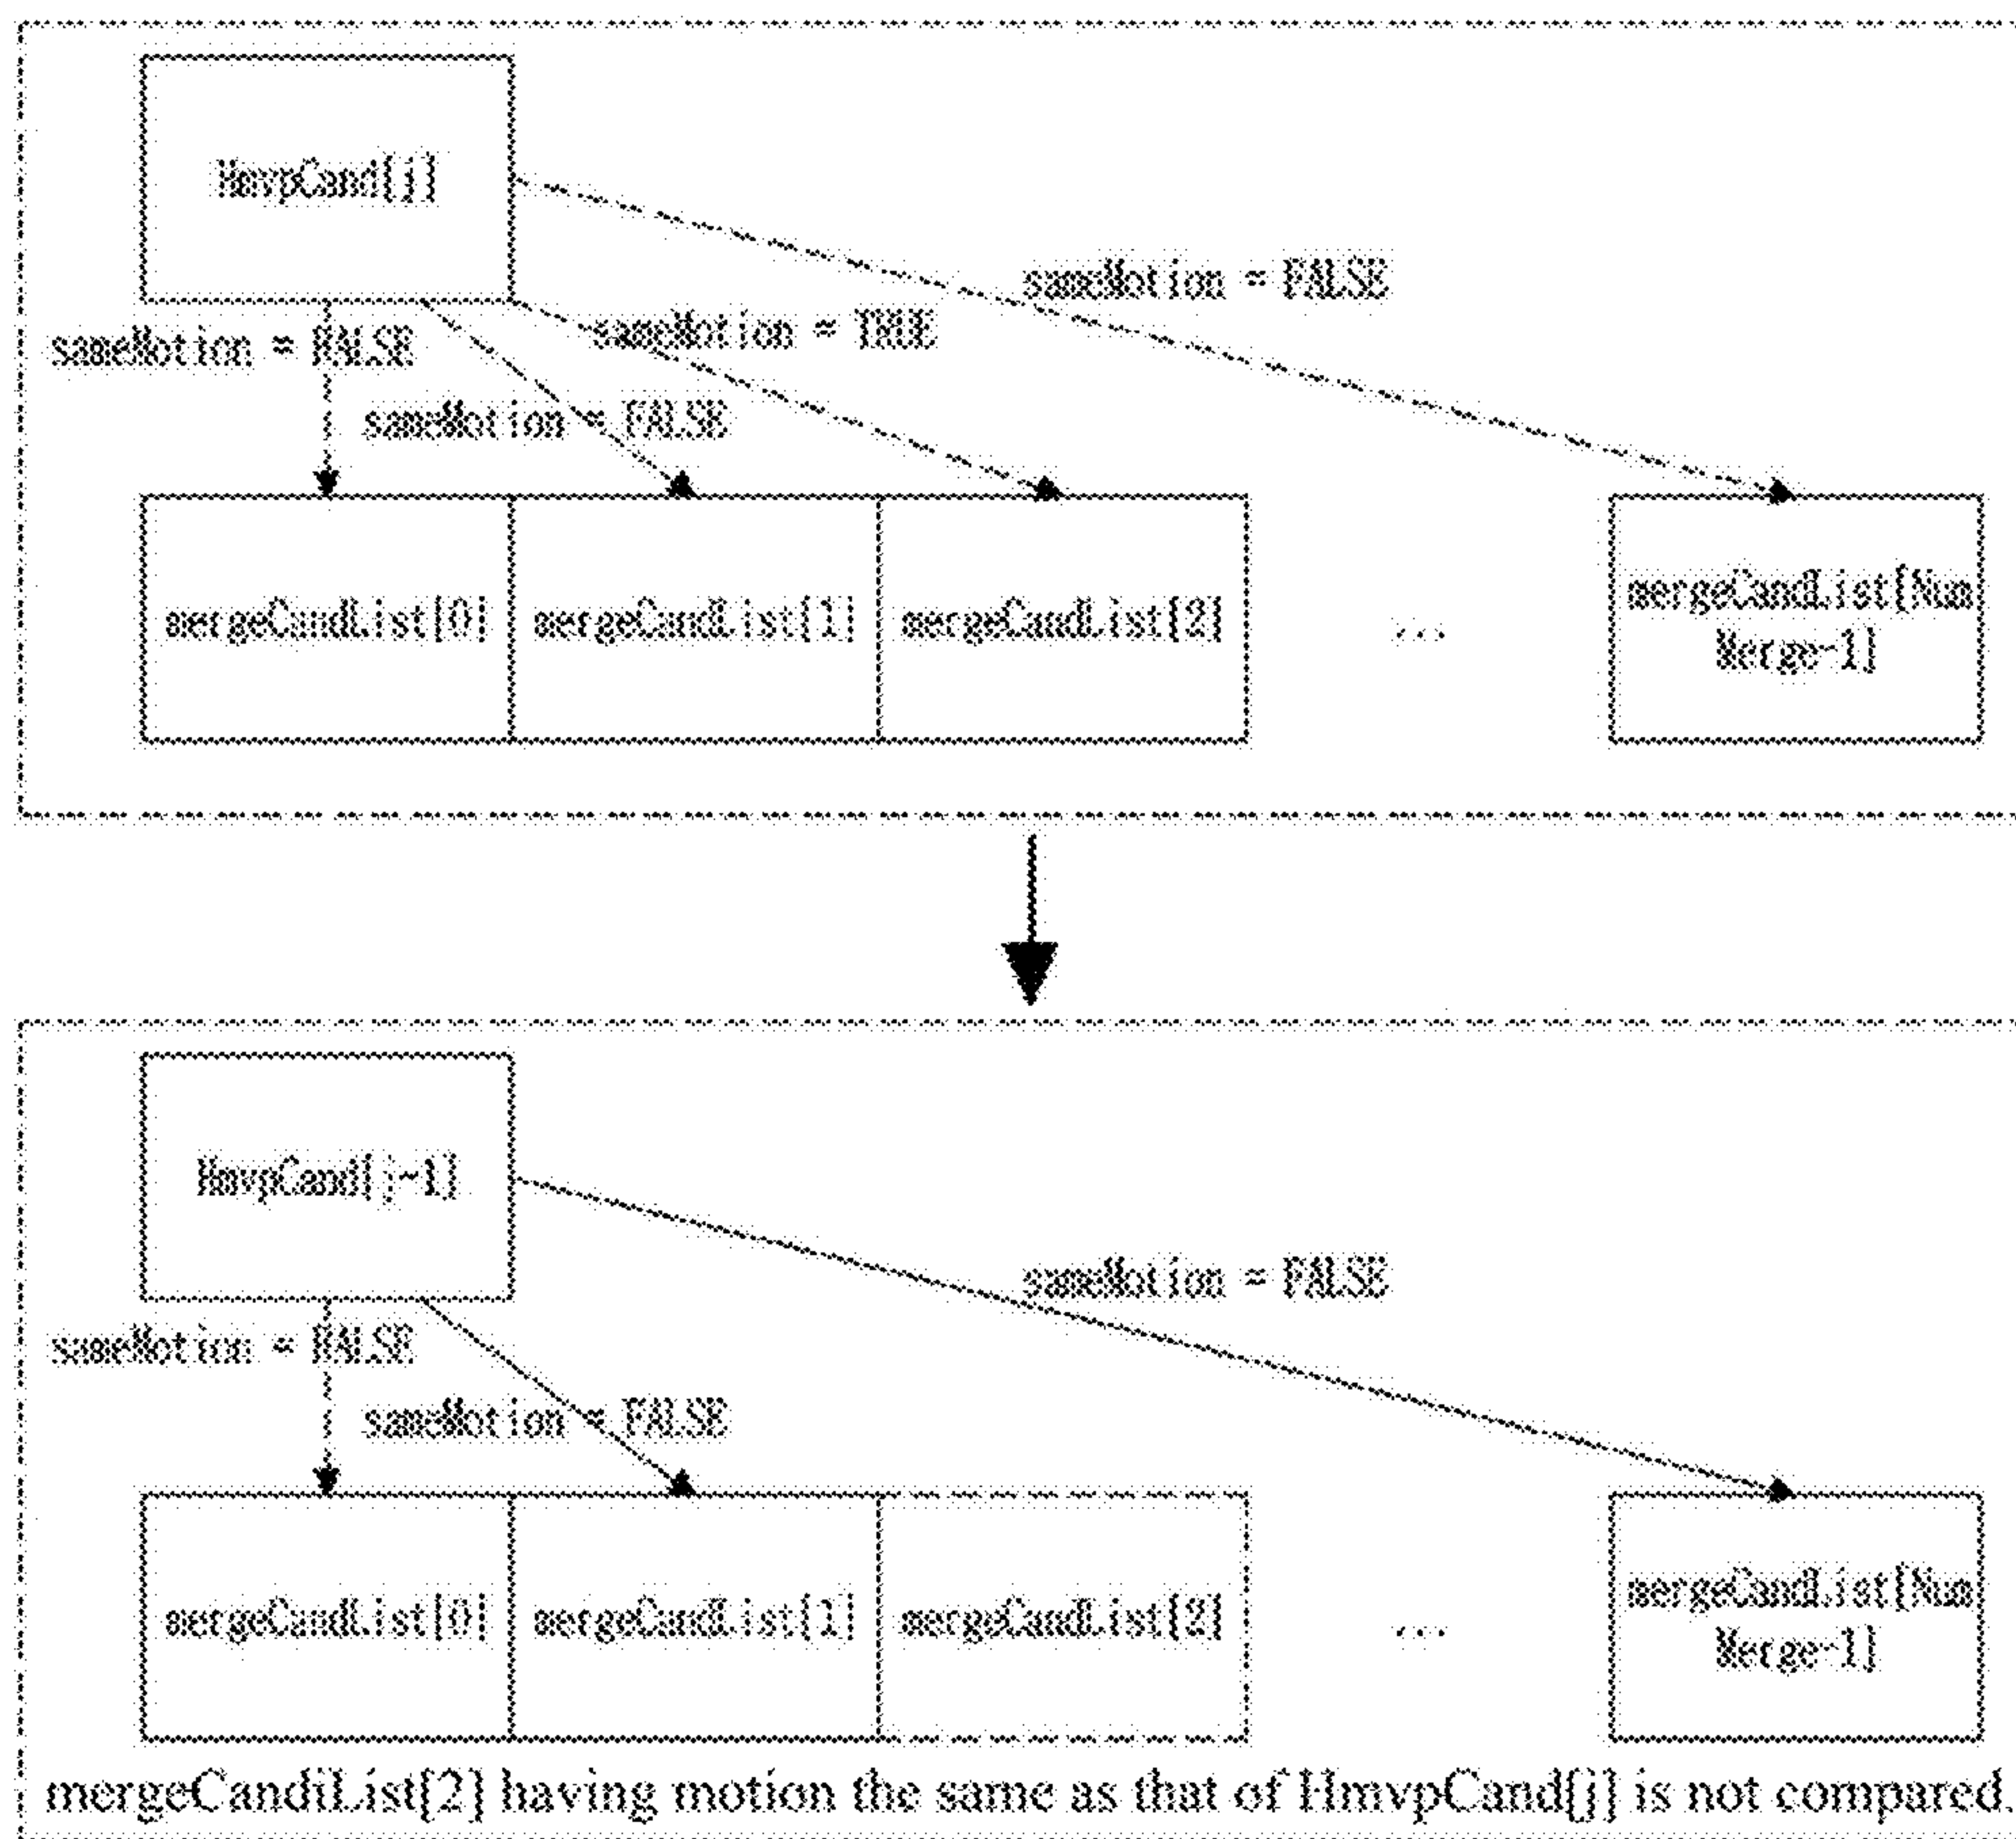 HmvpCand[j]
sameMotion = FALSE
sameMotion = TRUE
sameMotion = FALSE
sameMotion = FALSE
mergeCandList[0]
mergeCandList[1]
mergeCandList[2]
...
mergeCandList[Num
Merge-1]
HmvpCand[j-1]
sameMotion = FALSE
sameMotion = FALSE
sameMotion = FALSE
mergeCandList[0]
mergeCandList[1]
mergeCandList[2]
...
mergeCandList[Num
Merge-1]
mergeCandiList[2] having motion the same as that of HmvpCand[j] is not compared.